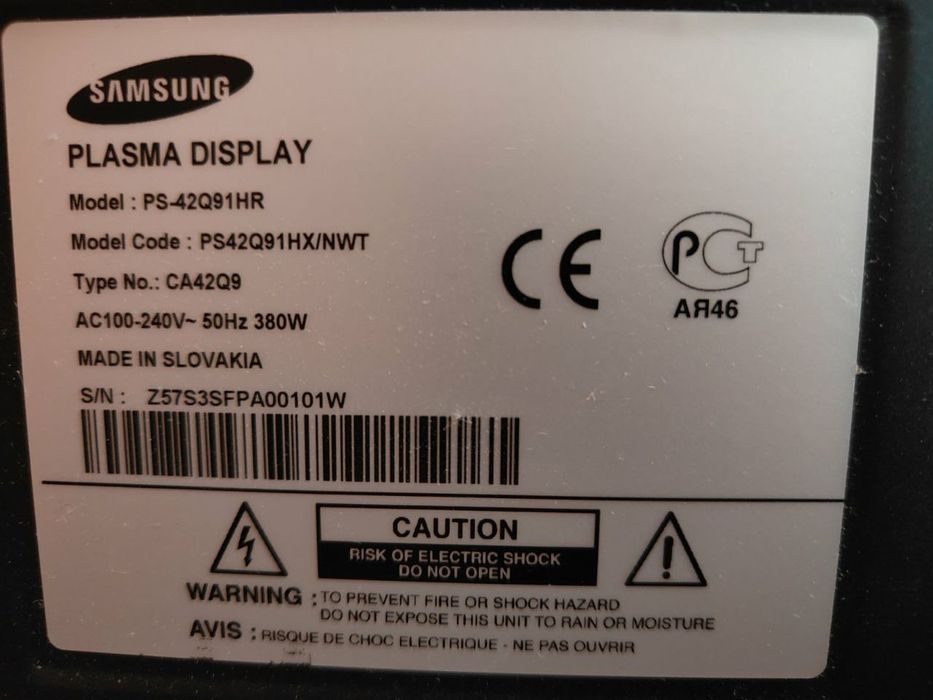 SAMSUNG
PLASMA DISPLAY
Model : PS-42Q91HR
Model Code : PS42Q91HX/NWT
Type No.: CA42Q9
AC100-240V~ 50Hz 380W
MADE IN SLOVAKIA
S/N : Z57S3SFPA00101W
CE
РСТ
АЯ46
CAUTION
RISK OF ELECTRIC SHOCK
DO NOT OPEN
WARNING : TO PREVENT FIRE OR SHOCK HAZARD
DO NOT EXPOSE THIS UNIT TO RAIN OR MOISTURE
AVIS : RISQUE DE CHOC ELECTRIQUE - NE PAS OUVRIR